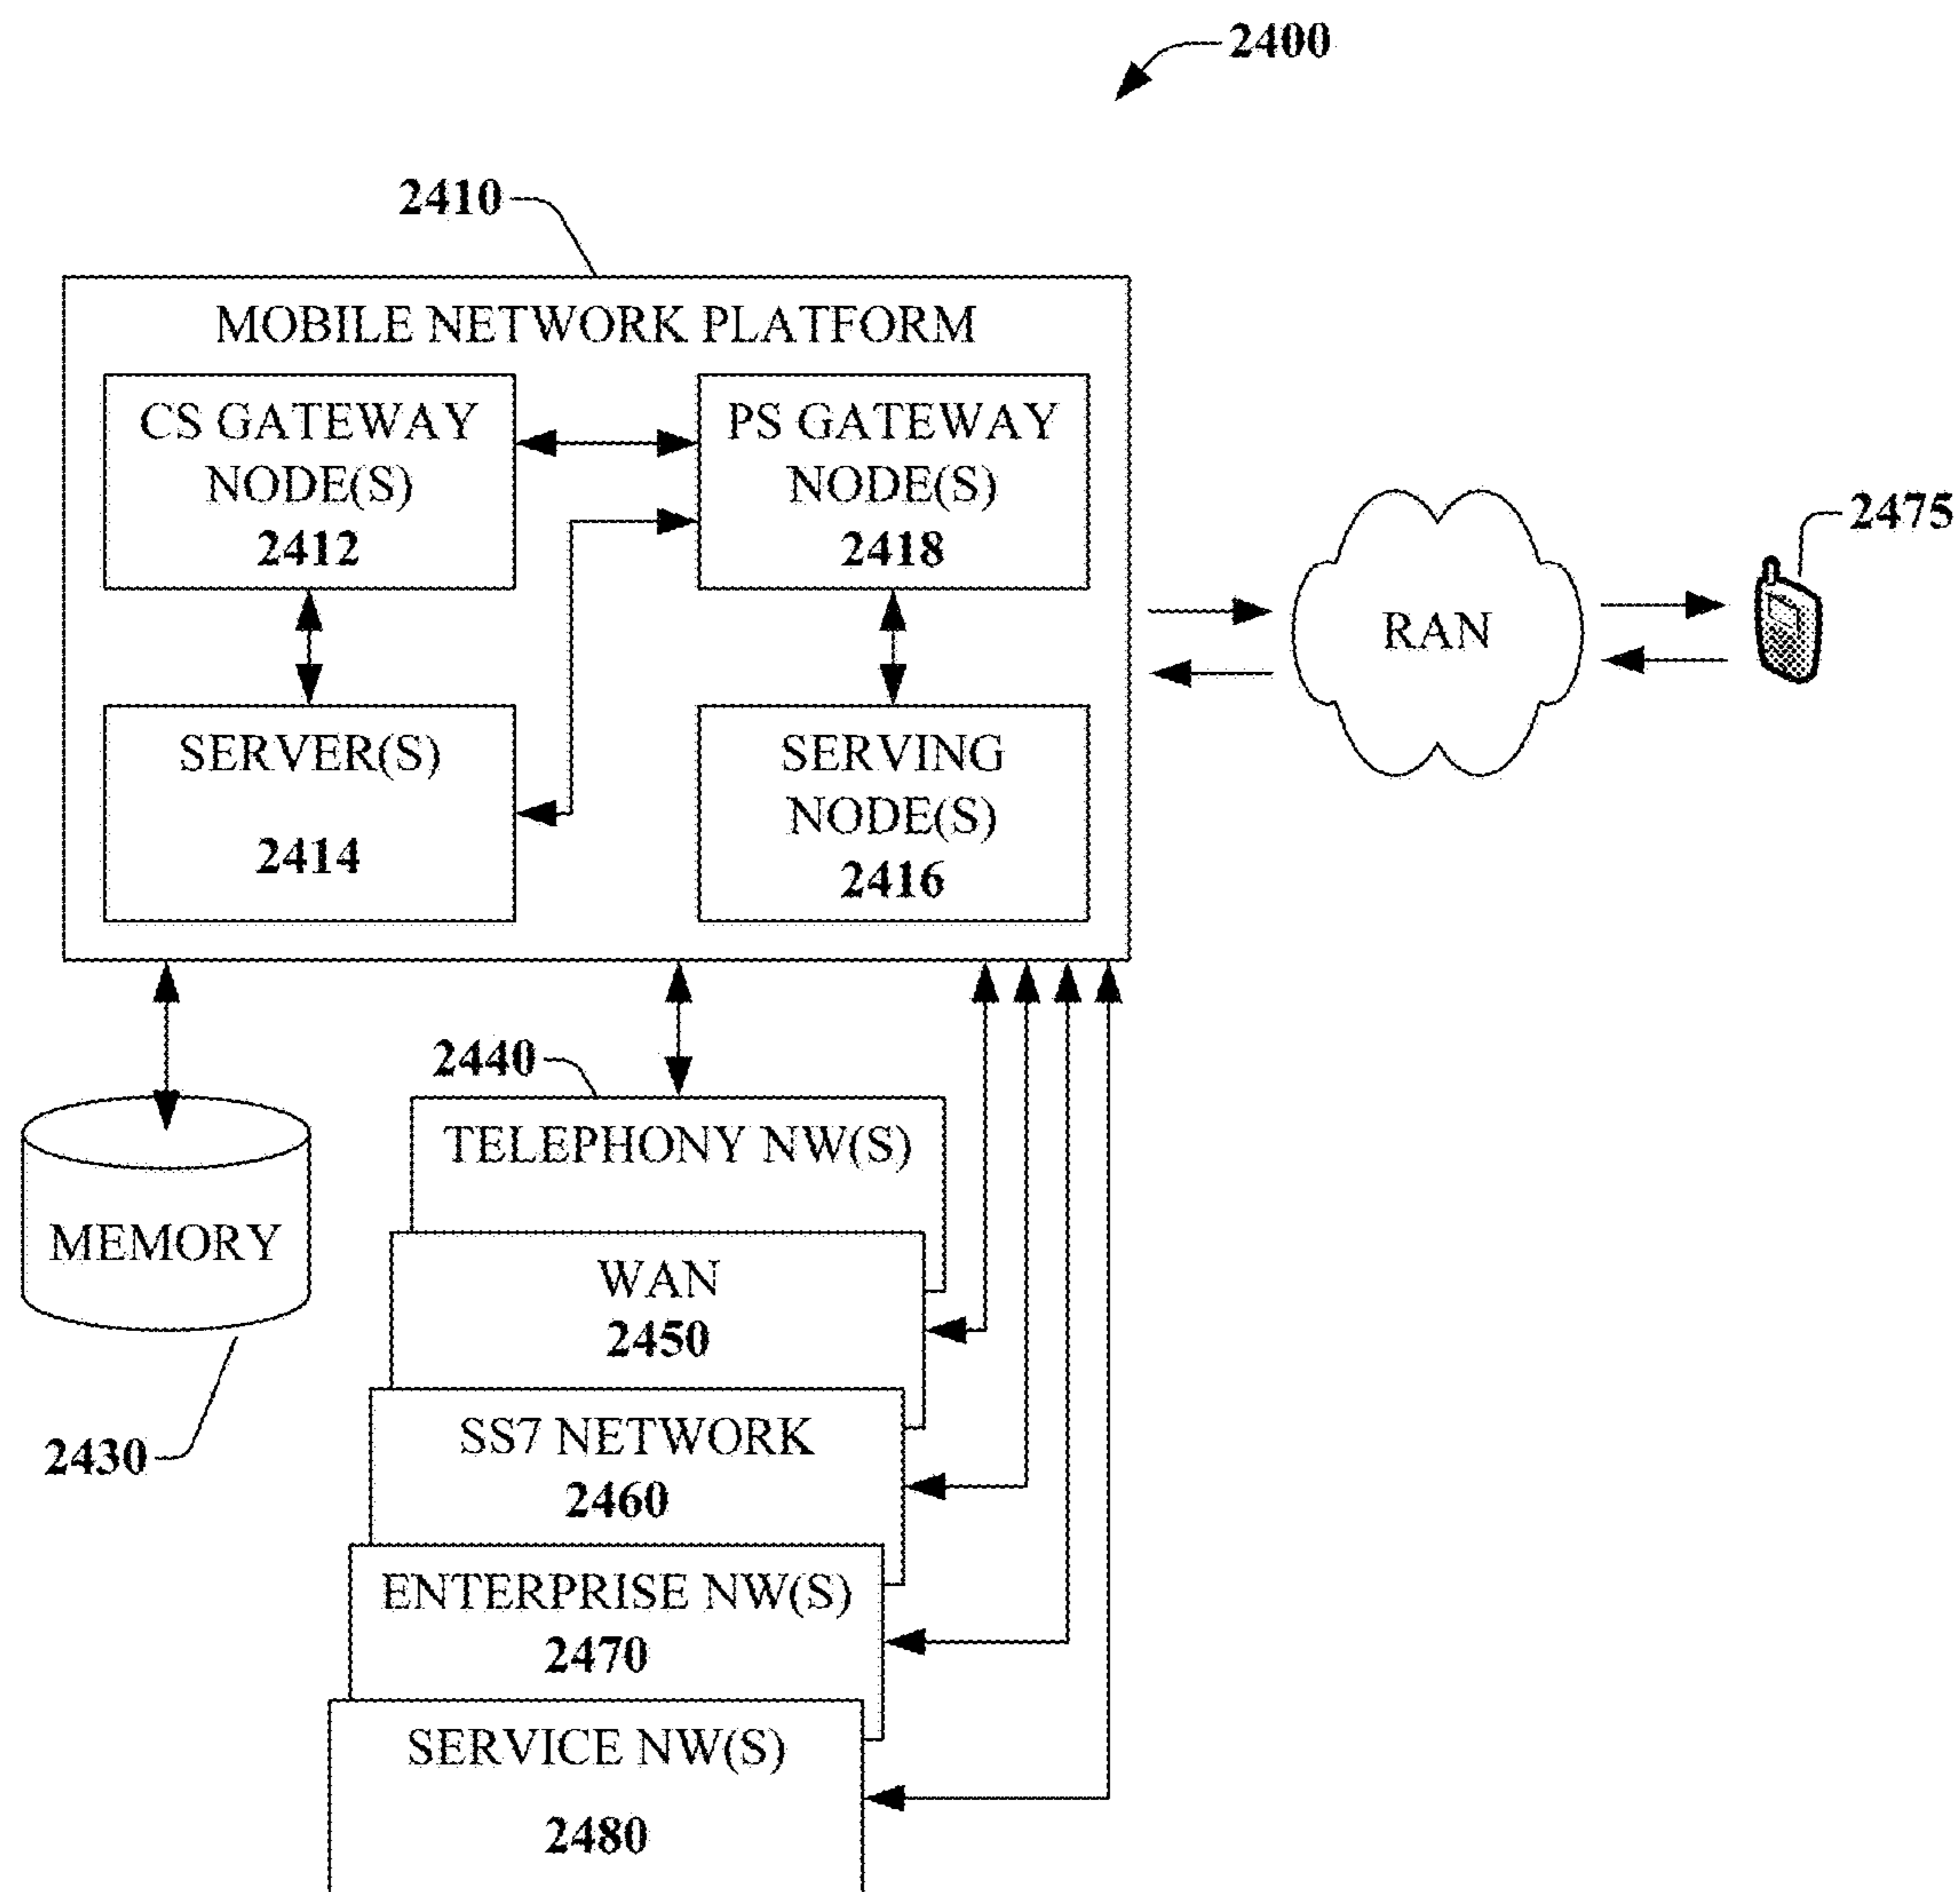 2400
2410
MOBILE NETWORK PLATFORM
CS GATEWAY
NODE(S)
2412
PS GATEWAY
NODE(S)
2418
SERVER(S)
2414
SERVING
NODE(S)
2416
RAN
2475
2440
TELEPHONY NW(S)
MEMORY
2430
WAN
2450
SS7 NETWORK
2460
ENTERPRISE NW(S)
2470
SERVICE NW(S)
2480